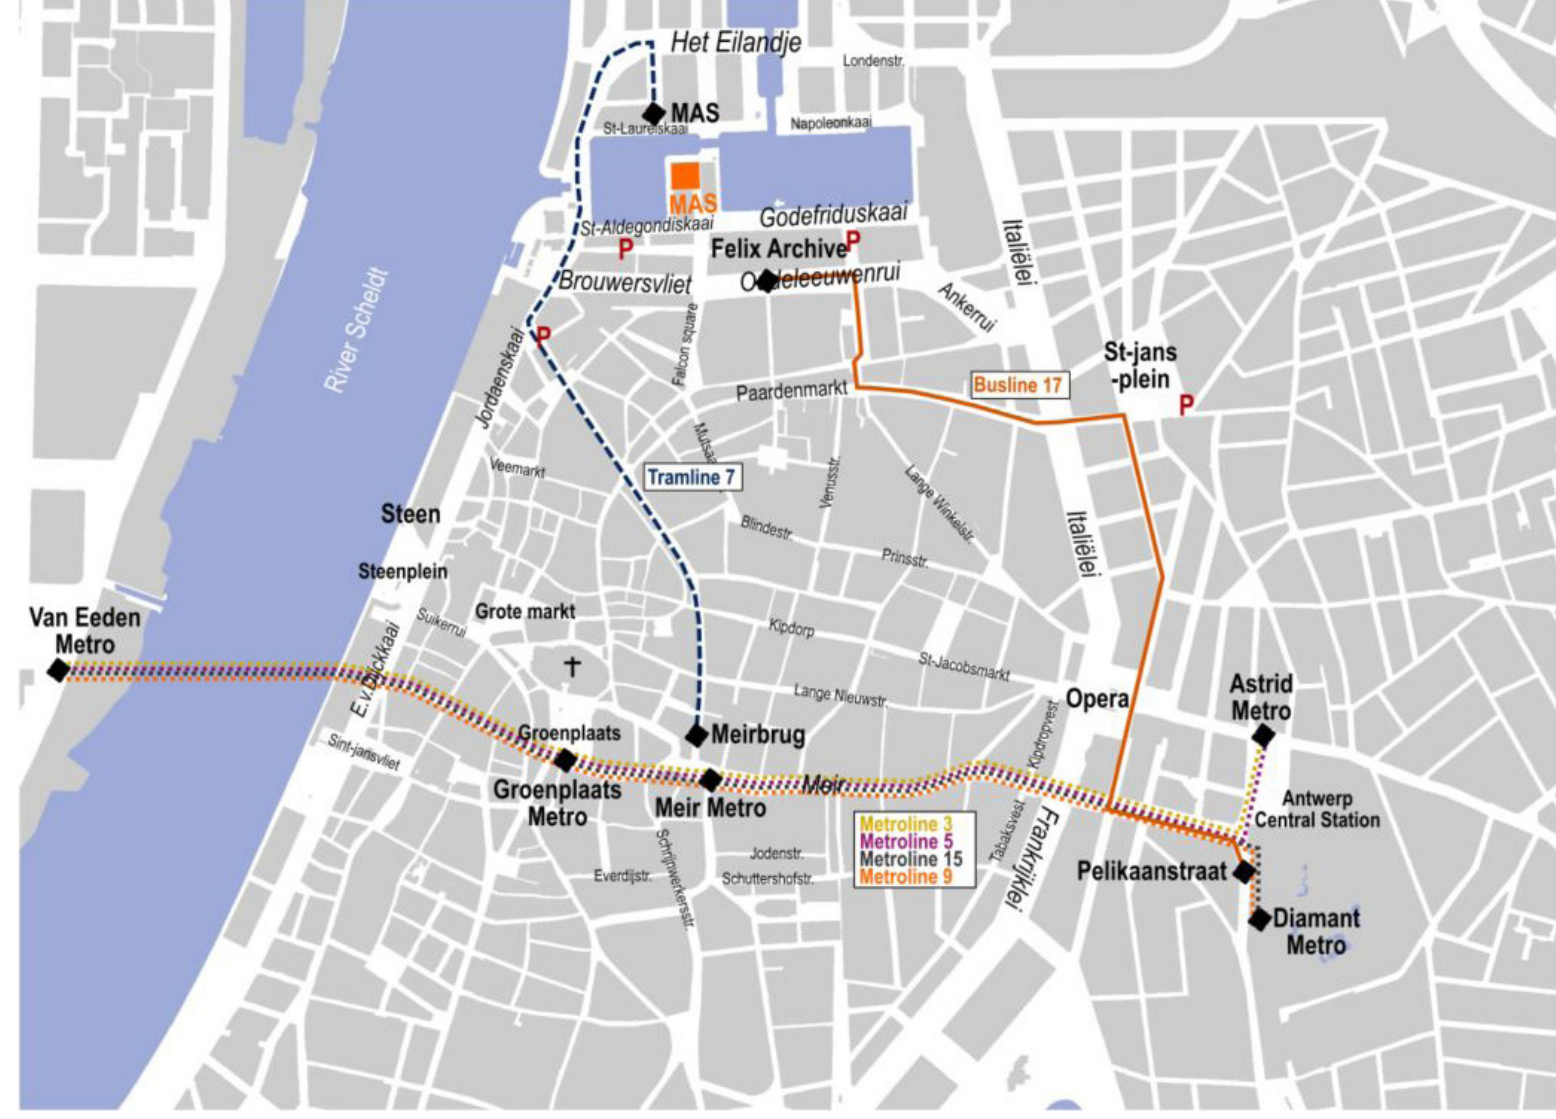 Het Eilandje
Londenstr.
MAS
St-Laureiskaai
Napoleonkaai
MAS
Godefriduskaai
St-Aldegondiskaai
P
P
Felix Archive
Italiëlei
Brouwersvliet
Oudeleeuwenrui
Ankerrui
River Scheldt
P
Jordaenskaai
Falcon square
St-jans
-plein
P
Busline 17
Paardenmarkt
Veemarkt
Tramline 7
Venusstr.
Lange Winkelstr.
Steen
Blindestr.
Italiëlei
Prinsstr.
Steenplein
Van Eeden
Metro
Suikerrui
Grote markt
Kipdorp
St-Jacobsmarkt
Lange Nieuwstr.
Opera
Astrid
Metro
Kipdropvest
Groenplaats
Meirbrug
Sint-jansvliet
Groenplaats
Metro
Meir Metro
Meir
Antwerp
Central Station
Tabaksvest
Frankrijklei
Metroline 3
Metroline 5
Metroline 15
Metroline 9
Schrijnwerkersstr.
Jodenstr.
Everdijstr.
Schuttershofstr.
Pelikaanstraat
Diamant
Metro